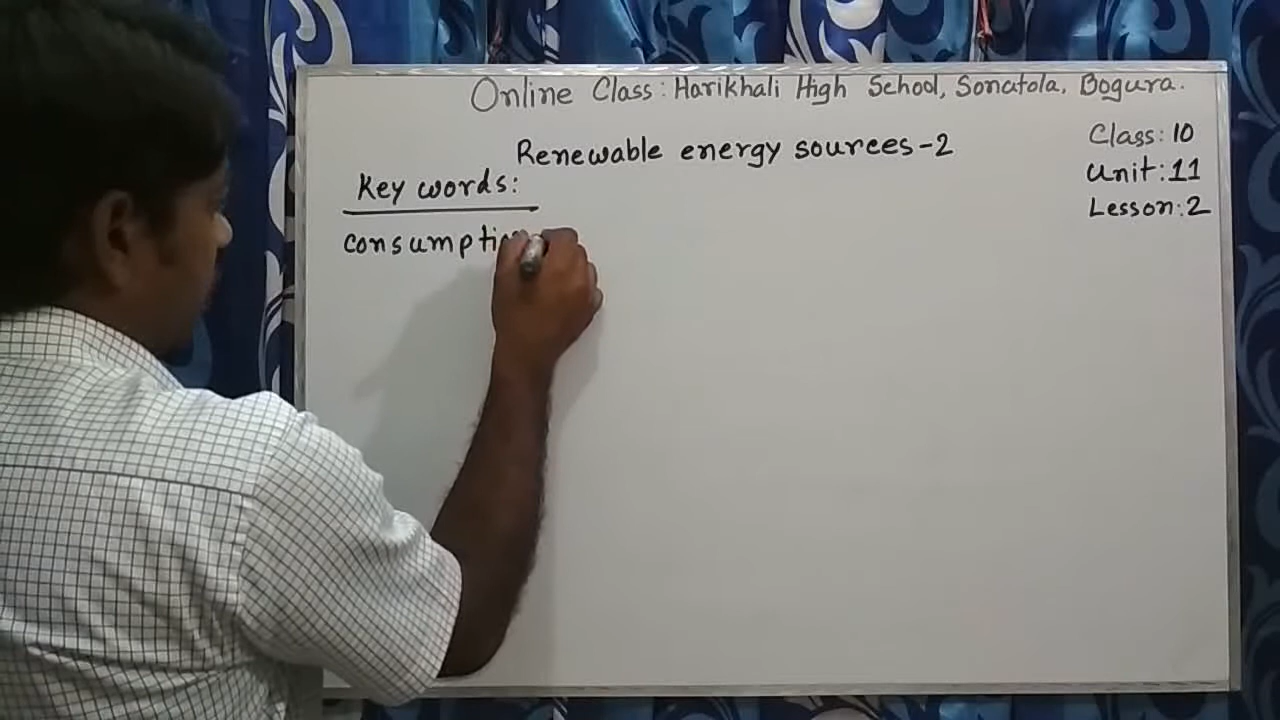 Online Class: Harikhali High School, Sonatola, Bogura.
Renewable energy sources-2
Class: 10
Unit: 11
Lesson: 2
Key words: